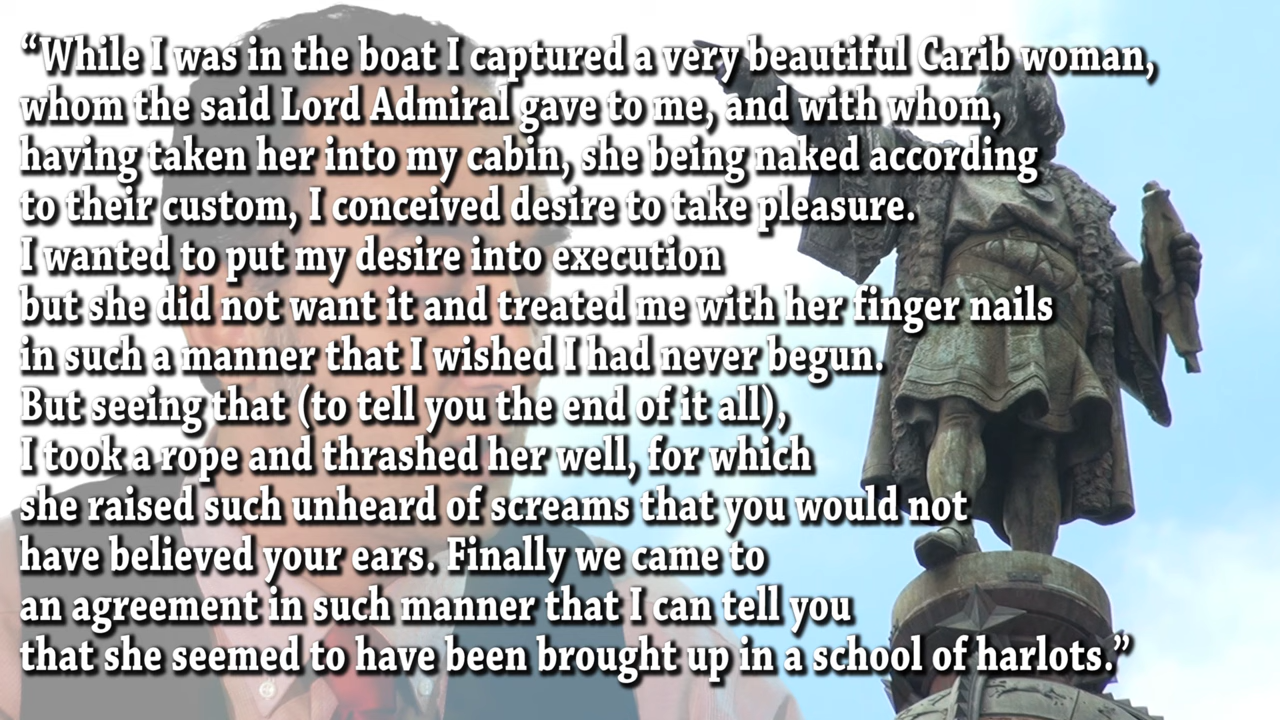 “While I was in the boat I captured a very beautiful Carib woman,
whom the said Lord Admiral gave to me, and with whom,
having taken her into my cabin, she being naked according
to their custom, I conceived desire to take pleasure.
I wanted to put my desire into execution
but she did not want it and treated me with her finger nails
in such a manner that I wished I had never begun.
But seeing that (to tell you the end of it all),
I took a rope and thrashed her well, for which
she raised such unheard of screams that you would not
have believed your ears. Finally we came to
an agreement in such manner that I can tell you
that she seemed to have been brought up in a school of harlots.”